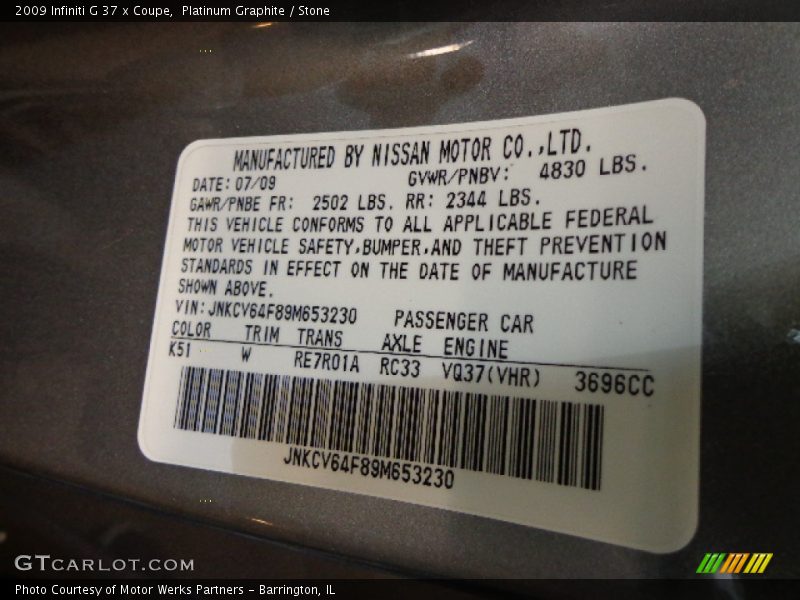 2009 Infiniti G 37 x Coupe,  Platinum Graphite / Stone
MANUFACTURED BY NISSAN MOTOR CO.,LTD.
DATE:07/09 GVWR/PNBV: 4830 LBS.
GAWR/PNBE FR: 2502 LBS. RR: 2344 LBS.
THIS VEHICLE CONFORMS TO ALL APPLICABLE FEDERAL
MOTOR VEHICLE SAFETY,BUMPER,AND THEFT PREVENTION
STANDARDS IN EFFECT ON THE DATE OF MANUFACTURE
SHOWN ABOVE.
VIN:JNKCV64F89M653230 PASSENGER CAR
COLOR TRIM TRANS AXLE ENGINE
K51 W RE7R01A RC33 VQ37(VHR) 3696CC
JNKCV64F89M653230
GTCARLOT.COM
Photo Courtesy of Motor Werks Partners - Barrington, IL